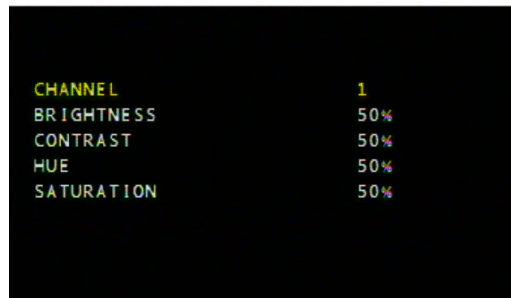 CHANNEL 1
BRIGHTNESS 50%
CONTRAST 50%
HUE 50%
SATURATION 50%